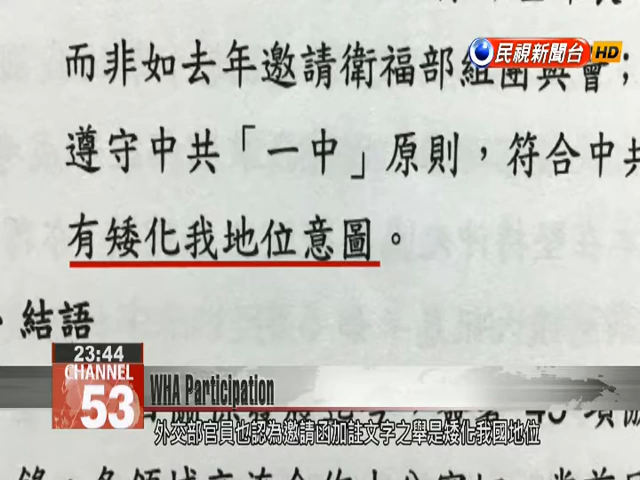 民視新聞台 HD
而非如去年邀請衛福部組團與會；
遵守中共「一中」原則，符合中共
有矮化我地位意圖。
、結語
23:44
CHANNEL
53
WHA Participation
外交部官員也認為邀請函加註文字之舉是矮化我國地位